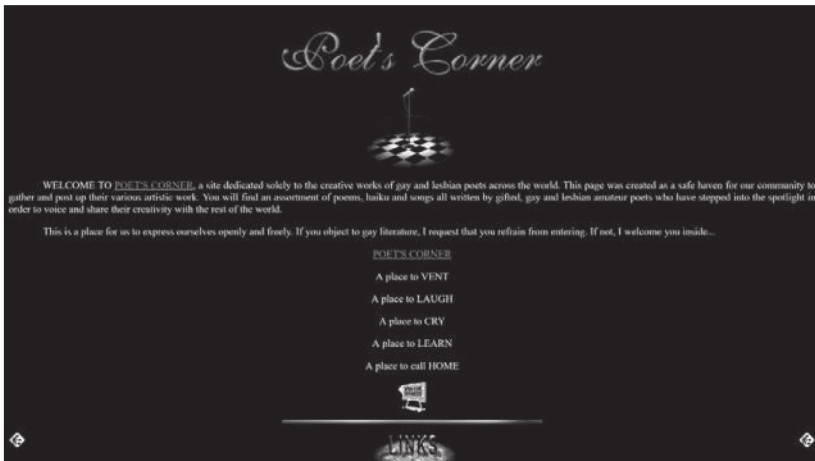 Poet's Corner
WELCOME TO POET'S CORNER, a site dedicated solely to the creative works of gay and lesbian poets across the world. This page was created as a safe haven for our community to
gather and post up their various artistic work. You will find an assortment of poems, haiku and songs all written by gifted, gay and lesbian amateur poets who have stepped into the spotlight in
order to voice and share their creativity with the rest of the world.
This is a place for us to express ourselves openly and freely. If you object to gay literature, I request that you refrain from entering. If not, I welcome you inside...
POET'S CORNER
A place to VENT
A place to LAUGH
A place to CRY
A place to LEARN
A place to call HOME
LINKS